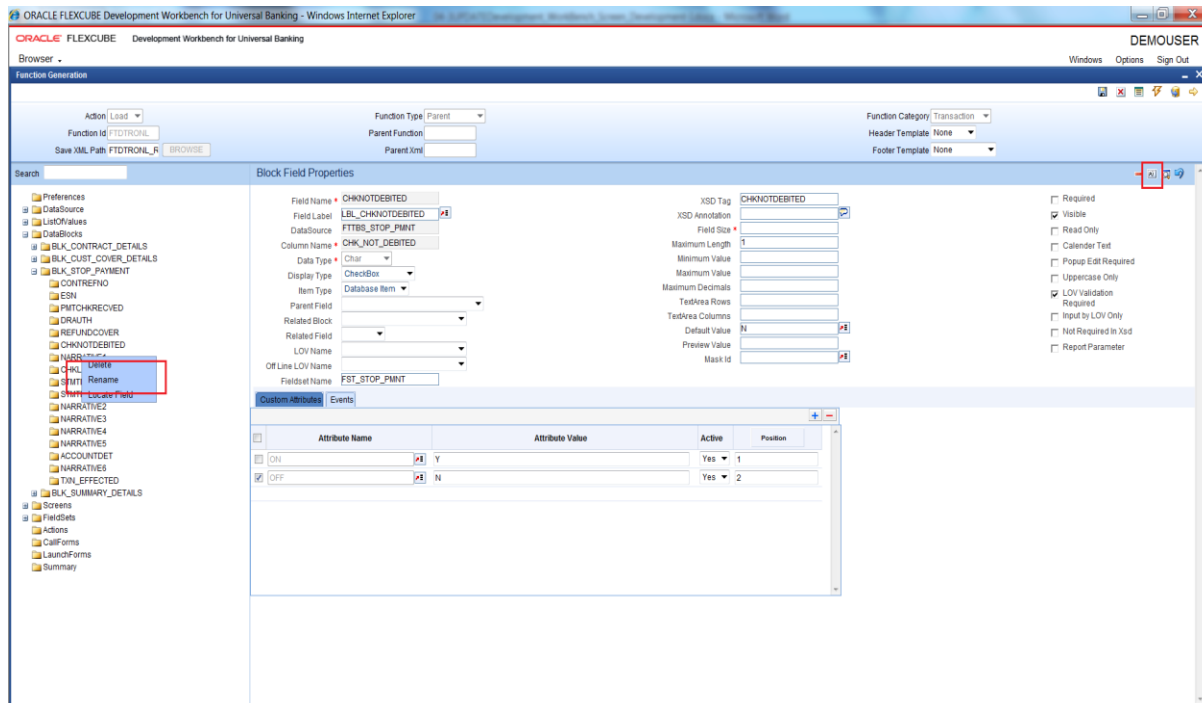 ORACLE FLEXCUBE Development Workbench for Universal Banking - Windows Internet Explorer
ORACLE FLEXCUBE Development Workbench for Universal Banking DEMOUSER
Browser Windows Options Sign Out
Function Generation
Action Load Function Type Parent Function Category Transaction
Function Id FTDTRONL Parent Function Header Template None
Save XML Path FTDTRONL_R BROWSE Parent Xml Footer Template None
Search
Preferences
DataSource
ListOfValues
DataBlocks
BLK_CONTRACT_DETAILS
BLK_CUST_COVER_DETAILS
BLK_STOP_PAYMENT
CONTREFNO
ESN
PMTCHKRECVED
DRAUTH
REFUNDCOVER
CHKNOTDEBITED
Delete
Rename
Locate Field
NARRATIVE2
NARRATIVE3
NARRATIVE4
NARRATIVE5
ACCOUNTDET
NARRATIVE6
TXN_EFFECTED
BLK_SUMMARY_DETAILS
Screens
FieldSets
Actions
CallForms
LaunchForms
Summary
Block Field Properties
Field Name * CHKNOTDEBITED
Field Label LBL_CHKNOTDEBITED
DataSource FTTBS_STOP_PMNT
Column Name * CHK_NOT_DEBITED
Data Type * Char
Display Type CheckBox
Item Type Database Item
Parent Field
Related Block
Related Field
LOV Name
Off Line LOV Name
Fieldset Name FST_STOP_PMNT
XSD Tag CHKNOTDEBITED
XSD Annotation
Field Size *
Maximum Length 1
Minimum Value
Maximum Value
Maximum Decimals
TextArea Rows
TextArea Columns
Default Value N
Preview Value
Mask Id
Required
Visible
Read Only
Calender Text
Popup Edit Required
Uppercase Only
LOV Validation
Required
Input by LOV Only
Not Required In Xsd
Report Parameter
Custom Attributes Events
Attribute Name Attribute Value Active Position
ON Y Yes 1
OFF N Yes 2